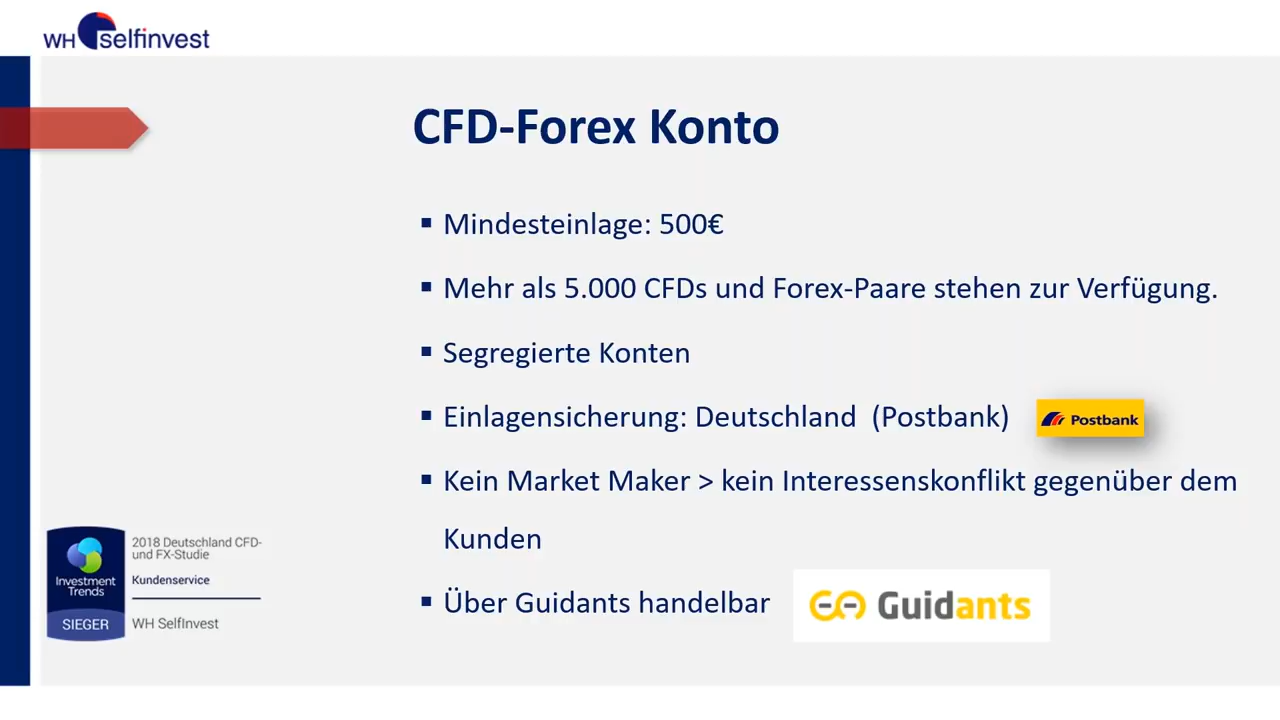 WH selfinvest
CFD-Forex Konto
▪ Mindesteinlage: 500€
▪ Mehr als 5.000 CFDs und Forex-Paare stehen zur Verfügung.
▪ Segregierte Konten
▪ Einlagensicherung: Deutschland (Postbank)
Postbank
▪ Kein Market Maker > kein Interessenskonflikt gegenüber dem
Kunden
▪ Über Guidants handelbar
Guidants
Investment
Trends
SIEGER
2018 Deutschland CFD-
und FX-Studie
Kundenservice
WH SelfInvest